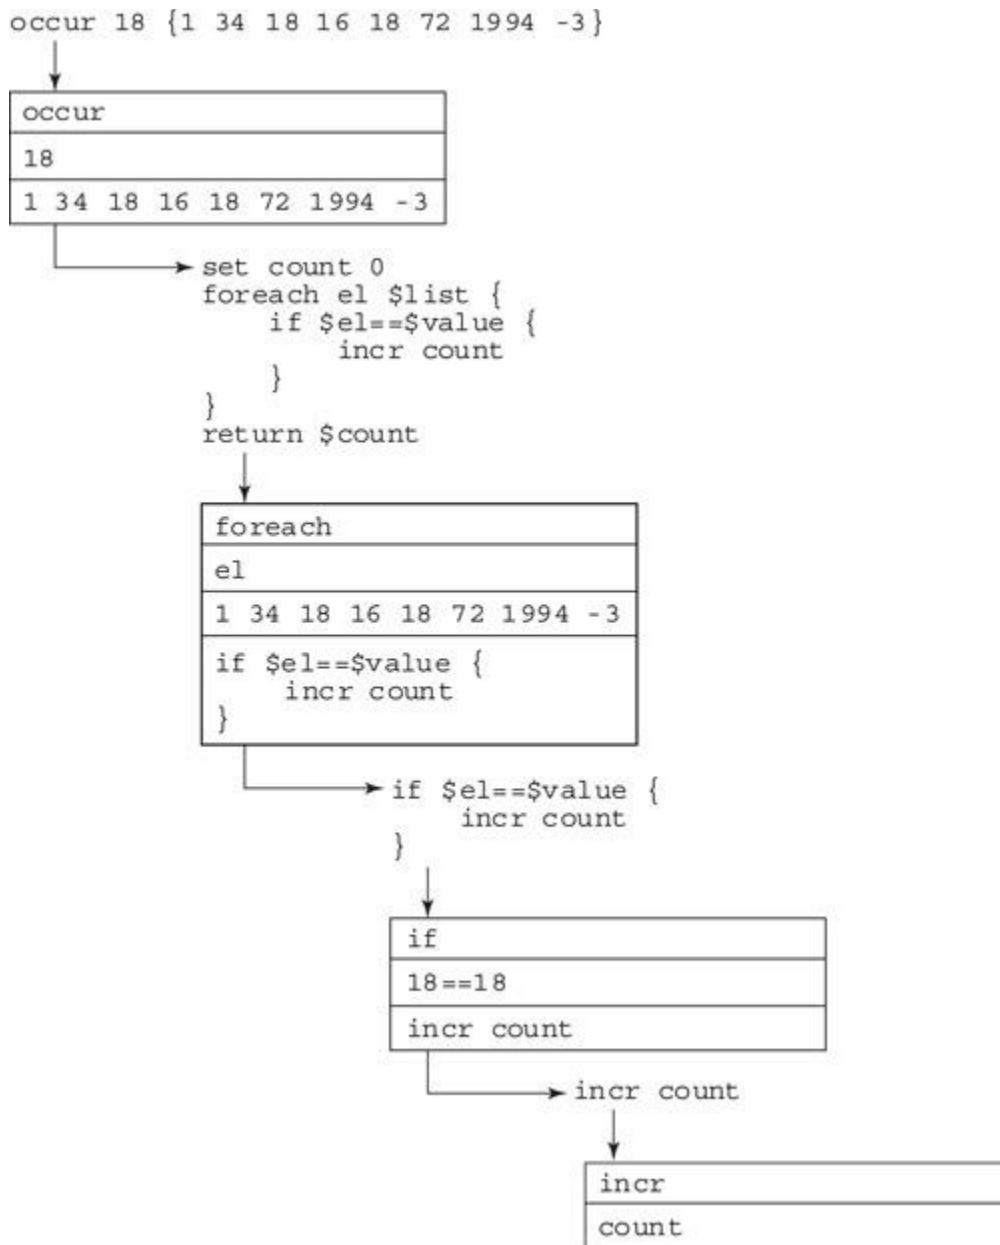 occur 18 {1 34 18 16 18 72 1994 -3}
occur
18
1 34 18 16 18 72 1994 -3
set count 0
foreach el $list {
    if $el==$value {
        incr count
    }
}
return $count
foreach
el
1 34 18 16 18 72 1994 -3
if $el==$value {
    incr count
}
if $el==$value {
    incr count
}
if
18==18
incr count
incr count
incr
count